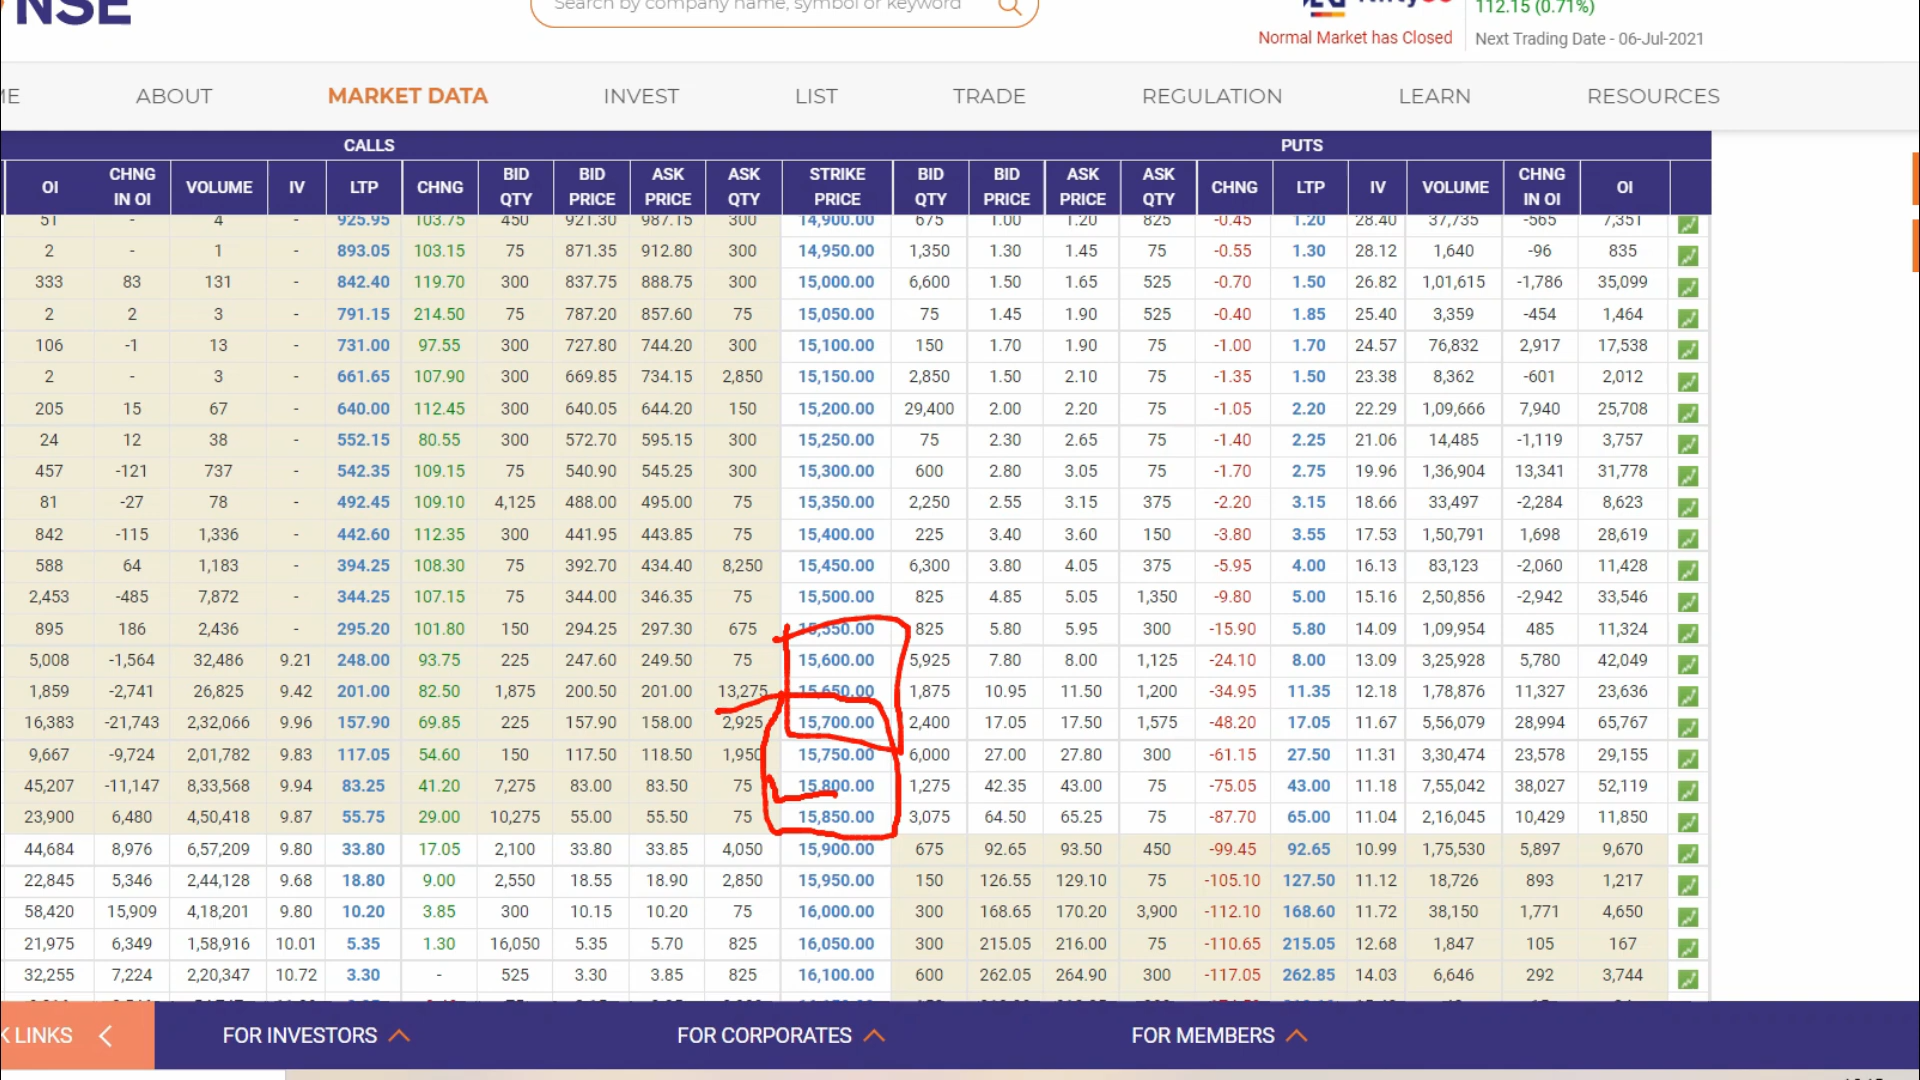 NSE
Search by company name, symbol or keyword
112.15 (0.71%)
Normal Market has Closed
Next Trading Date - 06-Jul-2021
ABOUT MARKET DATA INVEST LIST TRADE REGULATION LEARN RESOURCES
CALLS PUTS
OI CHNG IN OI VOLUME IV LTP CHNG BID QTY BID PRICE ASK PRICE ASK QTY STRIKE PRICE BID QTY BID PRICE ASK PRICE ASK QTY CHNG LTP IV VOLUME CHNG IN OI OI
51 - 4 - 925.95 103.75 450 921.30 987.15 300 14,900.00 675 1.00 1.20 825 -0.45 1.20 28.40 37,735 -565 7,351
2 - 1 - 893.05 103.15 75 871.35 912.80 300 14,950.00 1,350 1.30 1.45 75 -0.55 1.30 28.12 1,640 -96 835
333 83 131 - 842.40 119.70 300 837.75 888.75 300 15,000.00 6,600 1.50 1.65 525 -0.70 1.50 26.82 1,01,615 -1,786 35,099
2 2 3 - 791.15 214.50 75 787.20 857.60 75 15,050.00 75 1.45 1.90 525 -0.40 1.85 25.40 3,359 -454 1,464
106 -1 13 - 731.00 97.55 300 727.80 744.20 300 15,100.00 150 1.70 1.90 75 -1.00 1.70 24.57 76,832 2,917 17,538
2 - 3 - 661.65 107.90 300 669.85 734.15 2,850 15,150.00 2,850 1.50 2.10 75 -1.35 1.50 23.38 8,362 -601 2,012
205 15 67 - 640.00 112.45 300 640.05 644.20 150 15,200.00 29,400 2.00 2.20 75 -1.05 2.20 22.29 1,09,666 7,940 25,708
24 12 38 - 552.15 80.55 300 572.70 595.15 300 15,250.00 75 2.30 2.65 75 -1.40 2.25 21.06 14,485 -1,119 3,757
457 -121 737 - 542.35 109.15 75 540.90 545.25 300 15,300.00 600 2.80 3.05 75 -1.70 2.75 19.96 1,36,904 13,341 31,778
81 -27 78 - 492.45 109.10 4,125 488.00 495.00 75 15,350.00 2,250 2.55 3.15 375 -2.20 3.15 18.66 33,497 -2,284 8,623
842 -115 1,336 - 442.60 112.35 300 441.95 443.85 75 15,400.00 225 3.40 3.60 150 -3.80 3.55 17.53 1,50,791 1,698 28,619
588 64 1,183 - 394.25 108.30 75 392.70 434.40 8,250 15,450.00 6,300 3.80 4.05 375 -5.95 4.00 16.13 83,123 -2,060 11,428
2,453 -485 7,872 - 344.25 107.15 75 344.00 346.35 75 15,500.00 825 4.85 5.05 1,350 -9.80 5.00 15.16 2,50,856 -2,942 33,546
895 186 2,436 - 295.20 101.80 150 294.25 297.30 675 15,550.00 825 5.80 5.95 300 -15.90 5.80 14.09 1,09,954 485 11,324
5,008 -1,564 32,486 9.21 248.00 93.75 225 247.60 249.50 75 15,600.00 5,925 7.80 8.00 1,125 -24.10 8.00 13.09 3,25,928 5,780 42,049
1,859 -2,741 26,825 9.42 201.00 82.50 1,875 200.50 201.00 13,275 15,650.00 1,875 10.95 11.50 1,200 -34.95 11.35 12.18 1,78,876 11,327 23,636
16,383 -21,743 2,32,066 9.96 157.90 69.85 225 157.90 158.00 2,925 15,700.00 2,400 17.05 17.50 1,575 -48.20 17.05 11.67 5,56,079 28,994 65,767
9,667 -9,724 2,01,782 9.83 117.05 54.60 150 117.50 118.50 1,950 15,750.00 6,000 27.00 27.80 300 -61.15 27.50 11.31 3,30,474 23,578 29,155
45,207 -11,147 8,33,568 9.94 83.25 41.20 7,275 83.00 83.50 75 15,800.00 1,275 42.35 43.00 75 -75.05 43.00 11.18 7,55,042 38,027 52,119
23,900 6,480 4,50,418 9.87 55.75 29.00 10,275 55.00 55.50 75 15,850.00 3,075 64.50 65.25 75 -87.70 65.00 11.04 2,16,045 10,429 11,850
44,684 8,976 6,57,209 9.80 33.80 17.05 2,100 33.80 33.85 4,050 15,900.00 675 92.65 93.50 450 -99.45 92.65 10.99 1,75,530 5,897 9,670
22,845 5,346 2,44,128 9.68 18.80 9.00 2,550 18.55 18.90 2,850 15,950.00 150 126.55 129.10 75 -105.10 127.50 11.12 18,726 893 1,217
58,420 15,909 4,18,201 9.80 10.20 3.85 300 10.15 10.20 75 16,000.00 300 168.65 170.20 3,900 -112.10 168.60 11.72 38,150 1,771 4,650
21,975 6,349 1,58,916 10.01 5.35 1.30 16,050 5.35 5.70 825 16,050.00 300 215.05 216.00 75 -110.65 215.05 12.68 1,847 105 167
32,255 7,224 2,20,347 10.72 3.30 - 525 3.30 3.85 825 16,100.00 600 262.05 264.90 300 -117.05 262.85 14.03 6,646 292 3,744
K LINKS FOR INVESTORS FOR CORPORATES FOR MEMBERS